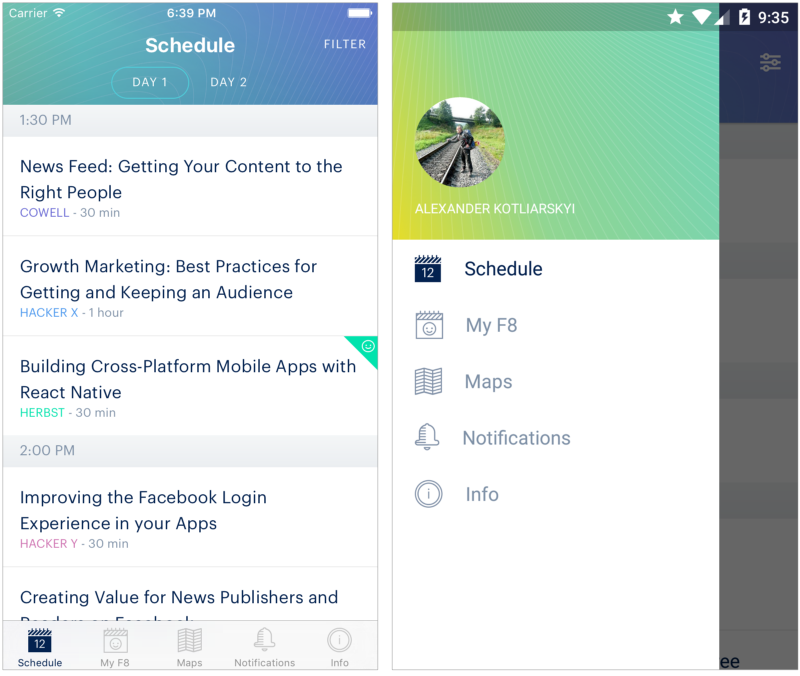 Carrier 6:39 PM
Schedule
FILTER
DAY 1 DAY 2
1:30 PM
News Feed: Getting Your Content to the
Right People
COWELL - 30 min
Growth Marketing: Best Practices for
Getting and Keeping an Audience
HACKER X - 1 hour
Building Cross-Platform Mobile Apps with
React Native
HERBST - 30 min
2:00 PM
Improving the Facebook Login
Experience in your Apps
HACKER Y - 30 min
Creating Value for News Publishers and
Readers on Facebook
12
Schedule My F8 Maps Notifications Info
9:35
ALEXANDER KOTLIARSKYI
12
Schedule
My F8
Maps
Notifications
Info
ee